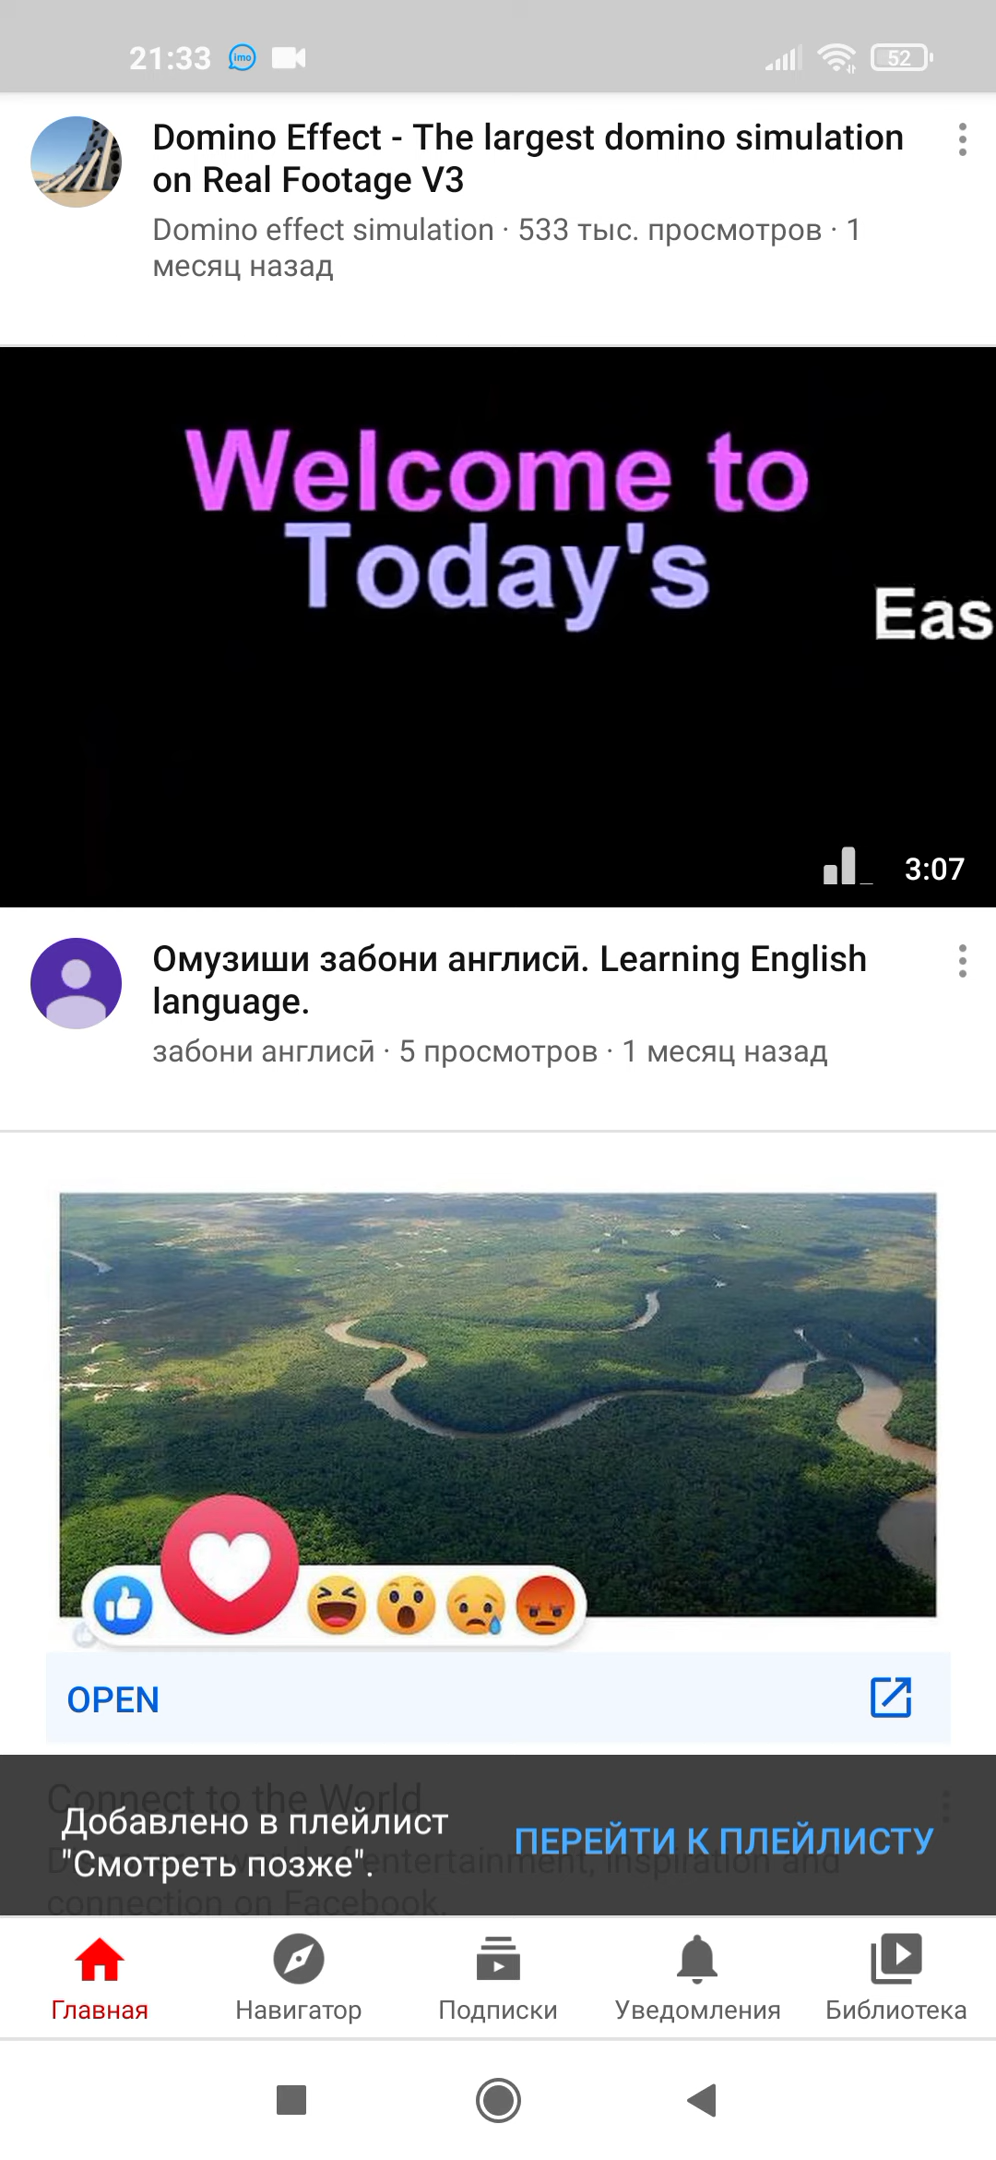 21:33 imo 52
Domino Effect - The largest domino simulation
on Real Footage V3
Domino effect simulation · 533 тыс. просмотров · 1
месяц назад
Welcome to
Today's
Eas
3:07
Омузиши забони англисӣ. Learning English
language.
забони англисӣ · 5 просмотров · 1 месяц назад
OPEN
Connect to the World
Добавлено в плейлист
"Смотреть позже".
ПЕРЕЙТИ К ПЛЕЙЛИСТУ
entertainment, inspiration and
connection on Facebook.
Главная
Навигатор
Подписки
Уведомления
Библиотека